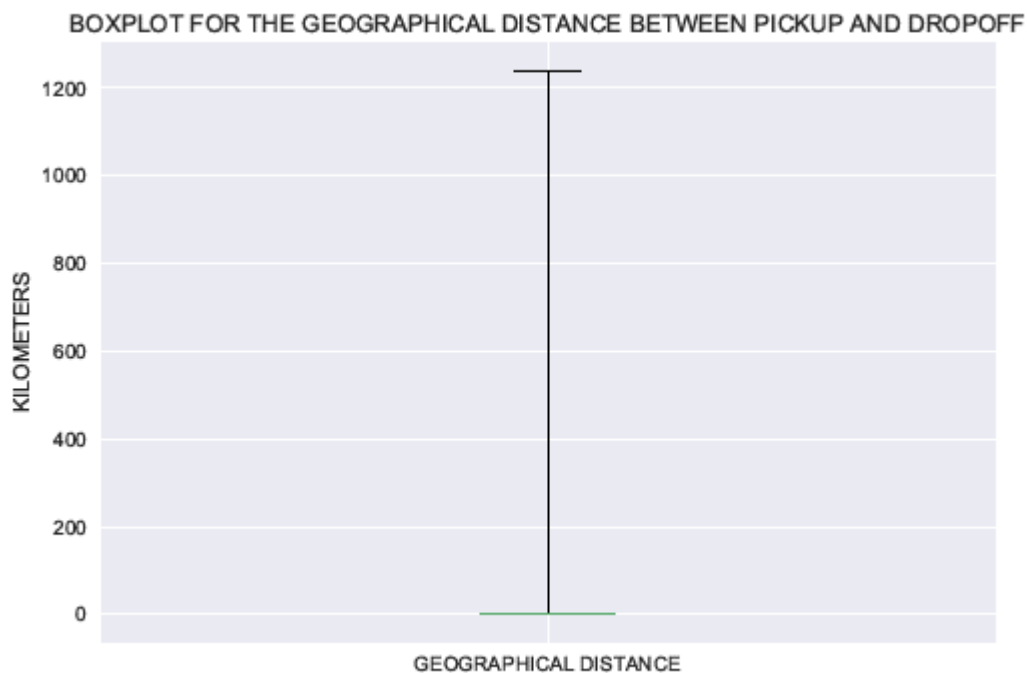 BOXPLOT FOR THE GEOGRAPHICAL DISTANCE BETWEEN PICKUP AND DROPOFF
1200
1000
800
600
400
200
0
KILOMETERS
GEOGRAPHICAL DISTANCE